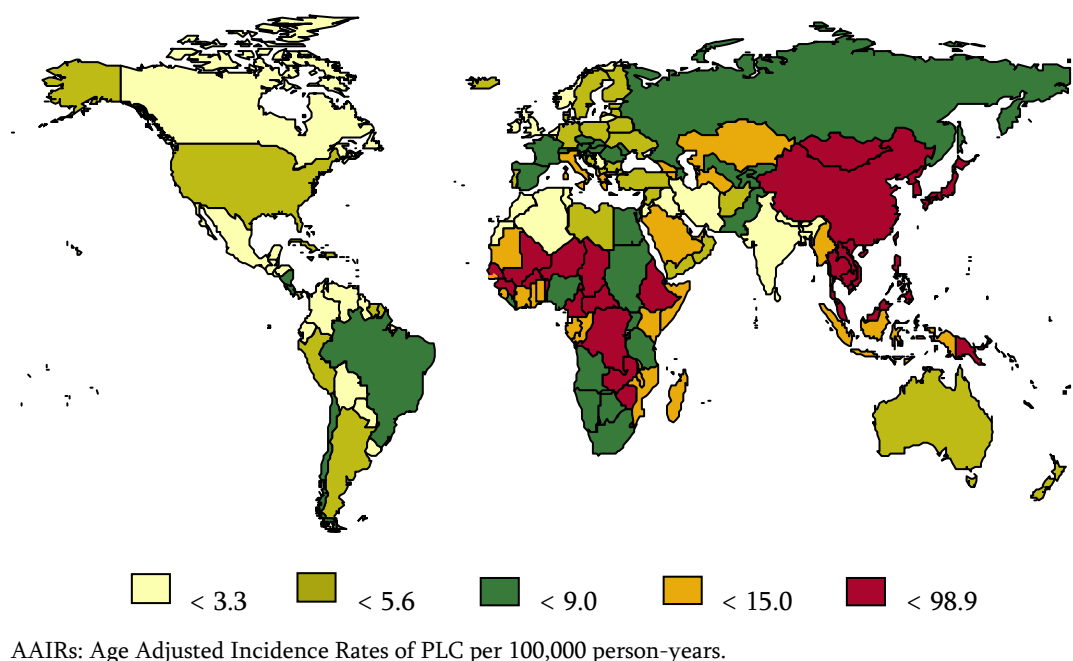 < 3.3 < 5.6 < 9.0 < 15.0 < 98.9
AAIRs: Age Adjusted Incidence Rates of PLC per 100,000 person-years.